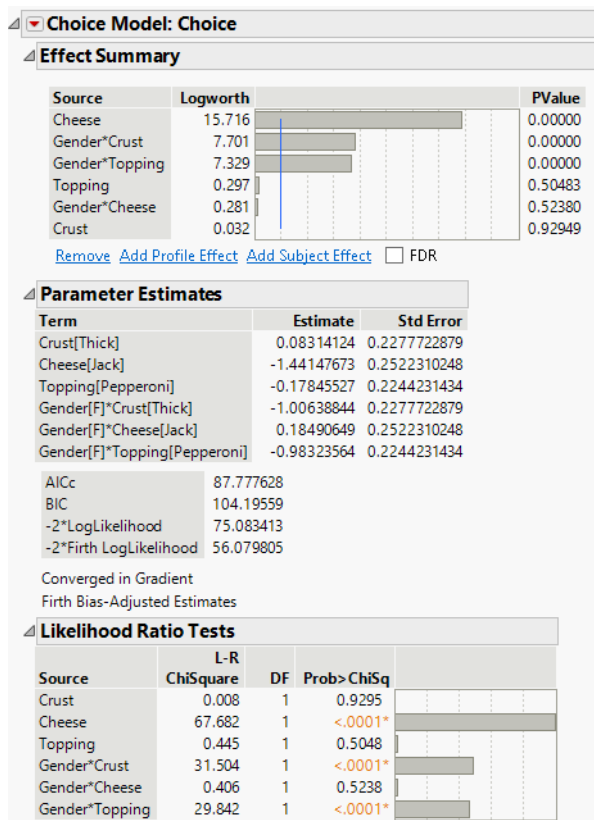 Choice Model: Choice
Effect Summary
Source Logworth PValue
Cheese 15.716 0.00000
Gender*Crust 7.701 0.00000
Gender*Topping 7.329 0.00000
Topping 0.297 0.50483
Gender*Cheese 0.281 0.52380
Crust 0.032 0.92949
Remove Add Profile Effect Add Subject Effect FDR
Parameter Estimates
Term Estimate Std Error
Crust[Thick] 0.08314124 0.2277722879
Cheese[Jack] -1.44147673 0.2522310248
Topping[Pepperoni] -0.17845527 0.2244231434
Gender[F]*Crust[Thick] -1.00638844 0.2277722879
Gender[F]*Cheese[Jack] 0.18490649 0.2522310248
Gender[F]*Topping[Pepperoni] -0.98323564 0.2244231434
AICc 87.777628
BIC 104.19559
-2*LogLikelihood 75.083413
-2*Firth LogLikelihood 56.079805
Converged in Gradient
Firth Bias-Adjusted Estimates
Likelihood Ratio Tests
L-R
Source ChiSquare DF Prob>ChiSq
Crust 0.008 1 0.9295
Cheese 67.682 1 <.0001*
Topping 0.445 1 0.5048
Gender*Crust 31.504 1 <.0001*
Gender*Cheese 0.406 1 0.5238
Gender*Topping 29.842 1 <.0001*